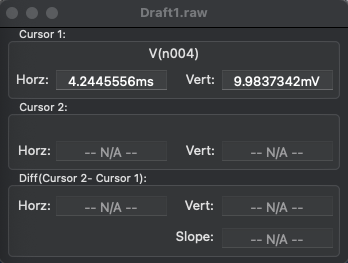 Draft1.raw
Cursor 1:
V(n004)
Horz: 4.2445556ms Vert: 9.9837342mV
Cursor 2:
Horz: -- N/A -- Vert: -- N/A --
Diff(Cursor 2- Cursor 1):
Horz: -- N/A -- Vert: -- N/A --
Slope: -- N/A --